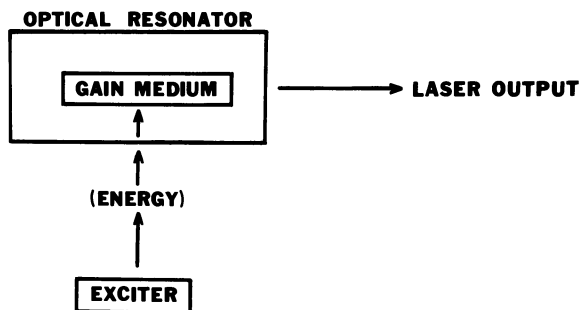 OPTICAL RESONATOR
GAIN MEDIUM
LASER OUTPUT
(ENERGY)
EXCITER